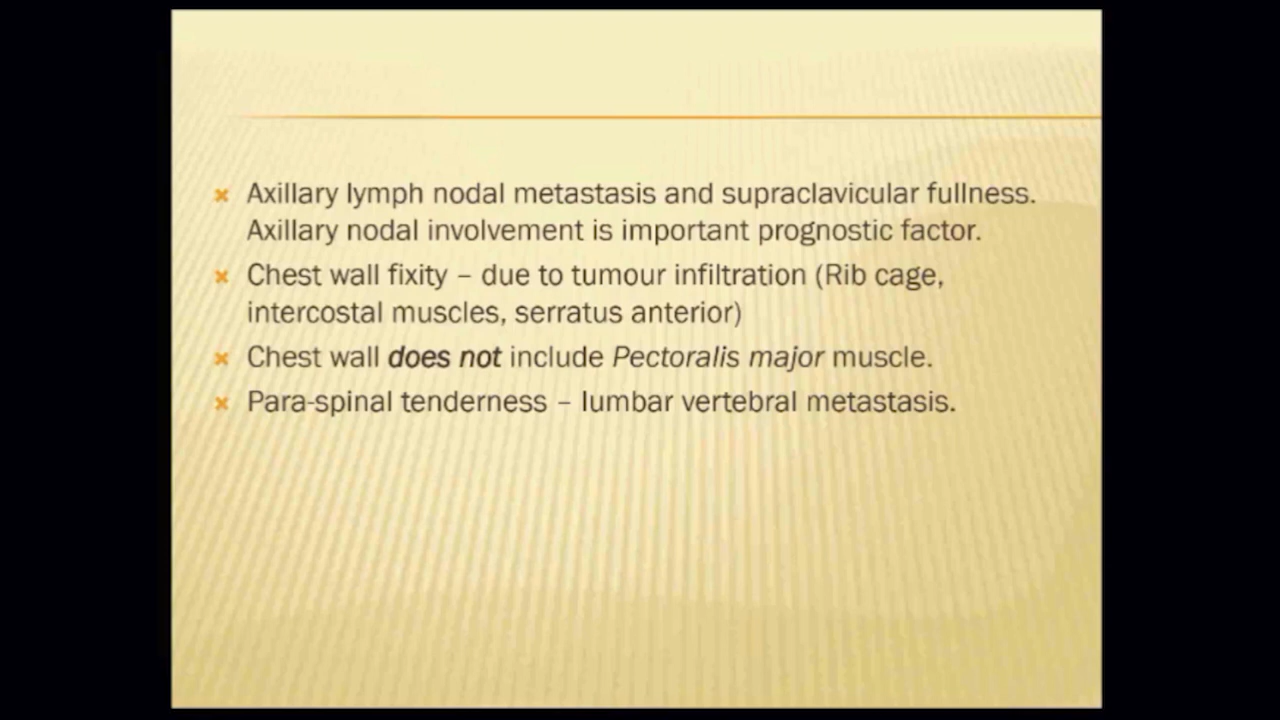 Axillary lymph nodal metastasis and supraclavicular fullness.
Axillary nodal involvement is important prognostic factor.
Chest wall fixity – due to tumour infiltration (Rib cage,
intercostal muscles, serratus anterior)
Chest wall does not include Pectoralis major muscle.
Para-spinal tenderness – lumbar vertebral metastasis.